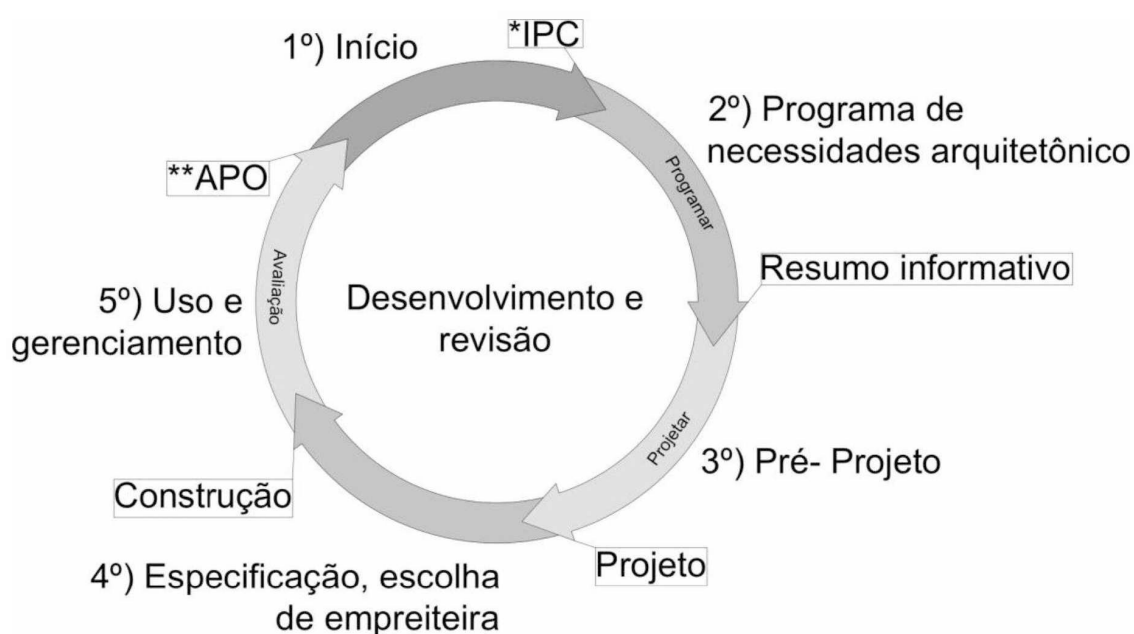 1º) Início
*IPC
2º) Programa de
necessidades arquitetônico
Programar
Resumo informativo
Projetar
3º) Pré- Projeto
Projeto
4º) Especificação, escolha
de empreiteira
Construção
5º) Uso e
gerenciamento
Avaliação
**APO
Desenvolvimento e
revisão